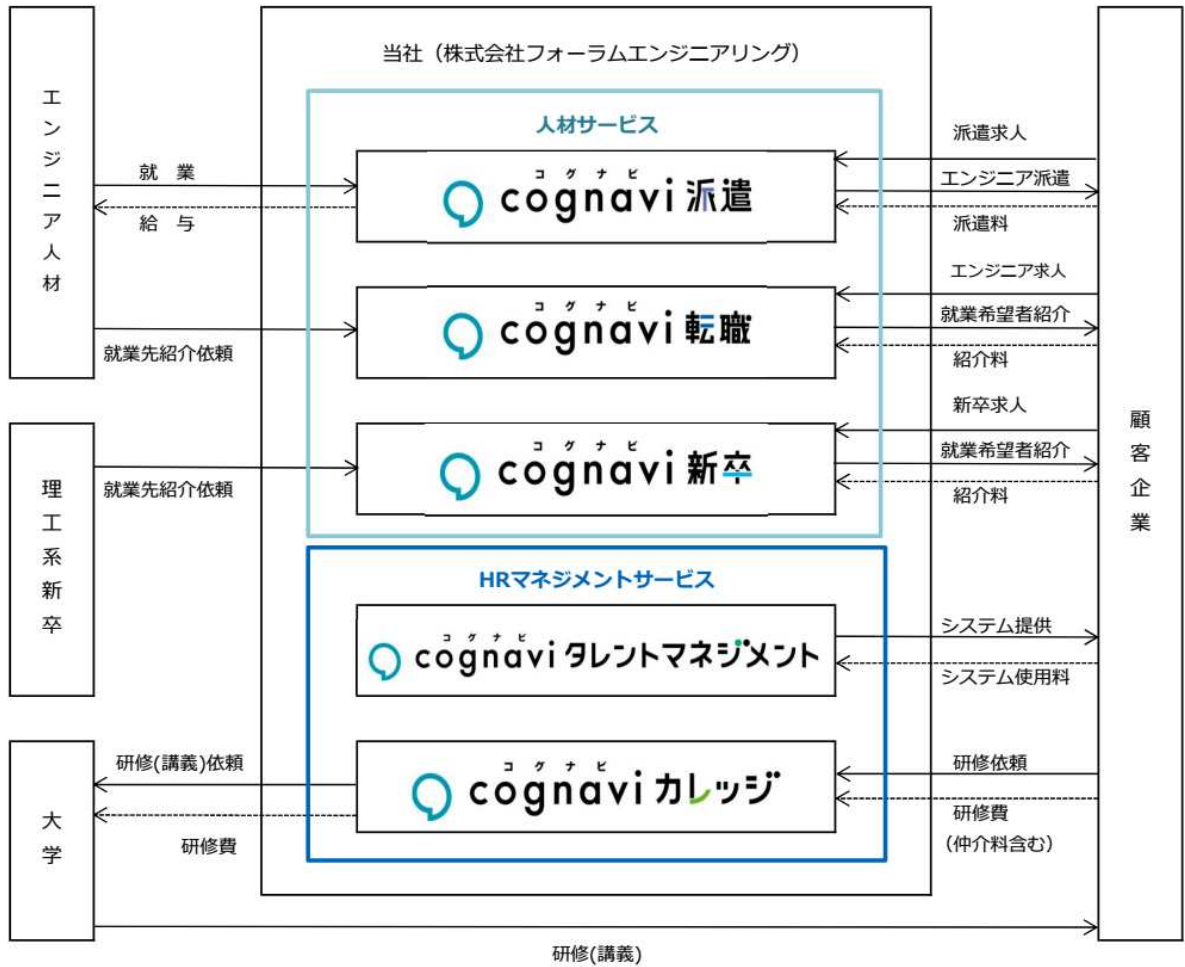 当社（株式会社フォーラムエンジニアリング）
エンジニア人材
人材サービス
就 業
給 与
コグナビ
cognavi 派遣
派遣求人
エンジニア派遣
派遣料
就業先紹介依頼
コグナビ
cognavi 転職
エンジニア求人
就業希望者紹介
紹介料
理工系新卒
就業先紹介依頼
コグナビ
cognavi 新卒
新卒求人
就業希望者紹介
紹介料
顧客企業
HRマネジメントサービス
コグナビ
cognavi タレントマネジメント
システム提供
システム使用料
大学
研修(講義)依頼
研修費
コグナビ
cognavi カレッジ
研修依頼
研修費
（仲介料含む）
研修(講義)